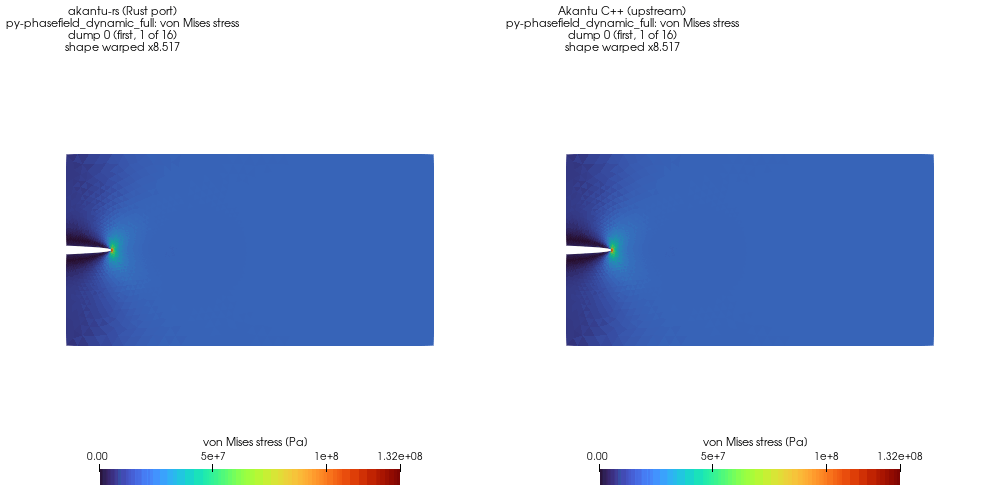 akantu-rs (Rust port)
py-phasefield_dynamic_full: von Mises stress
dump 0 (first, 1 of 16)
shape warped x8.517
Akantu C++ (upstream)
py-phasefield_dynamic_full: von Mises stress
dump 0 (first, 1 of 16)
shape warped x8.517
von Mises stress (Pa)
0.00 5e+7 1e+8 1.32e+08
von Mises stress (Pa)
0.00 5e+7 1e+8 1.32e+08